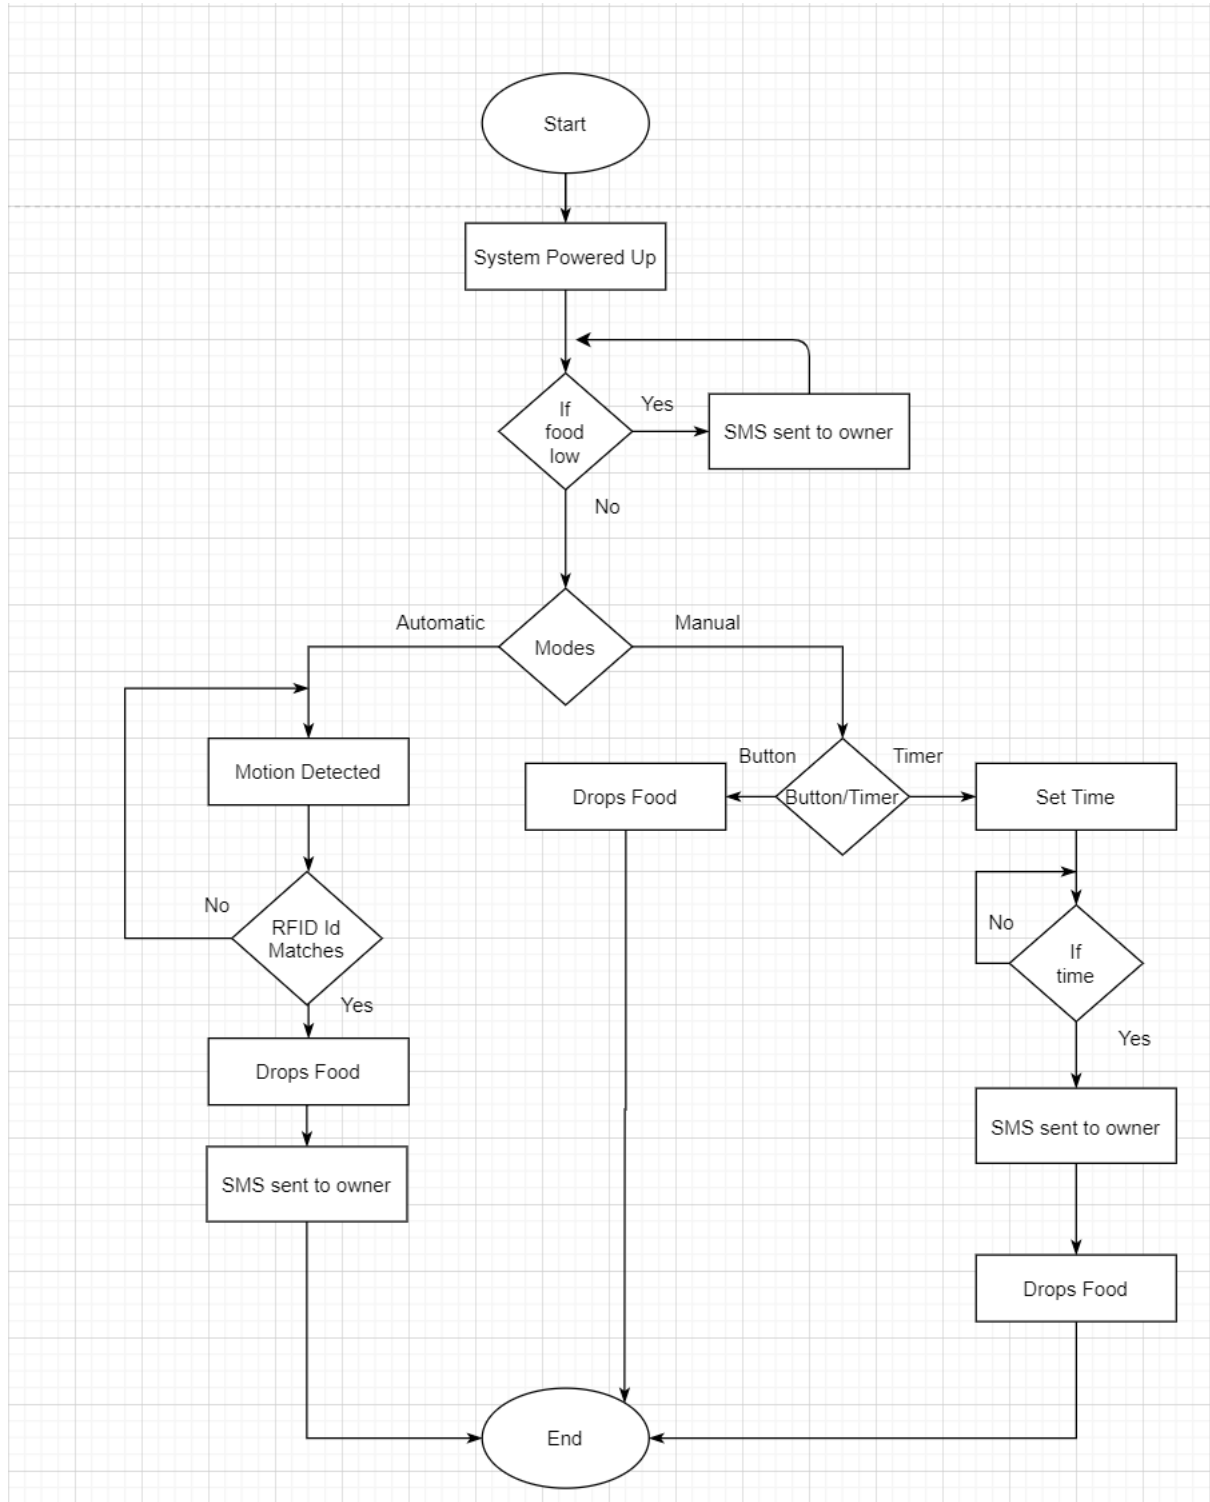 Start
System Powered Up
If
food
low
Yes
SMS sent to owner
No
Automatic
Modes
Manual
Motion Detected
Button
Drops Food
Button/Timer
Timer
Set Time
No
RFID Id
Matches
Yes
No
If
time
Yes
Drops Food
SMS sent to owner
SMS sent to owner
Drops Food
End